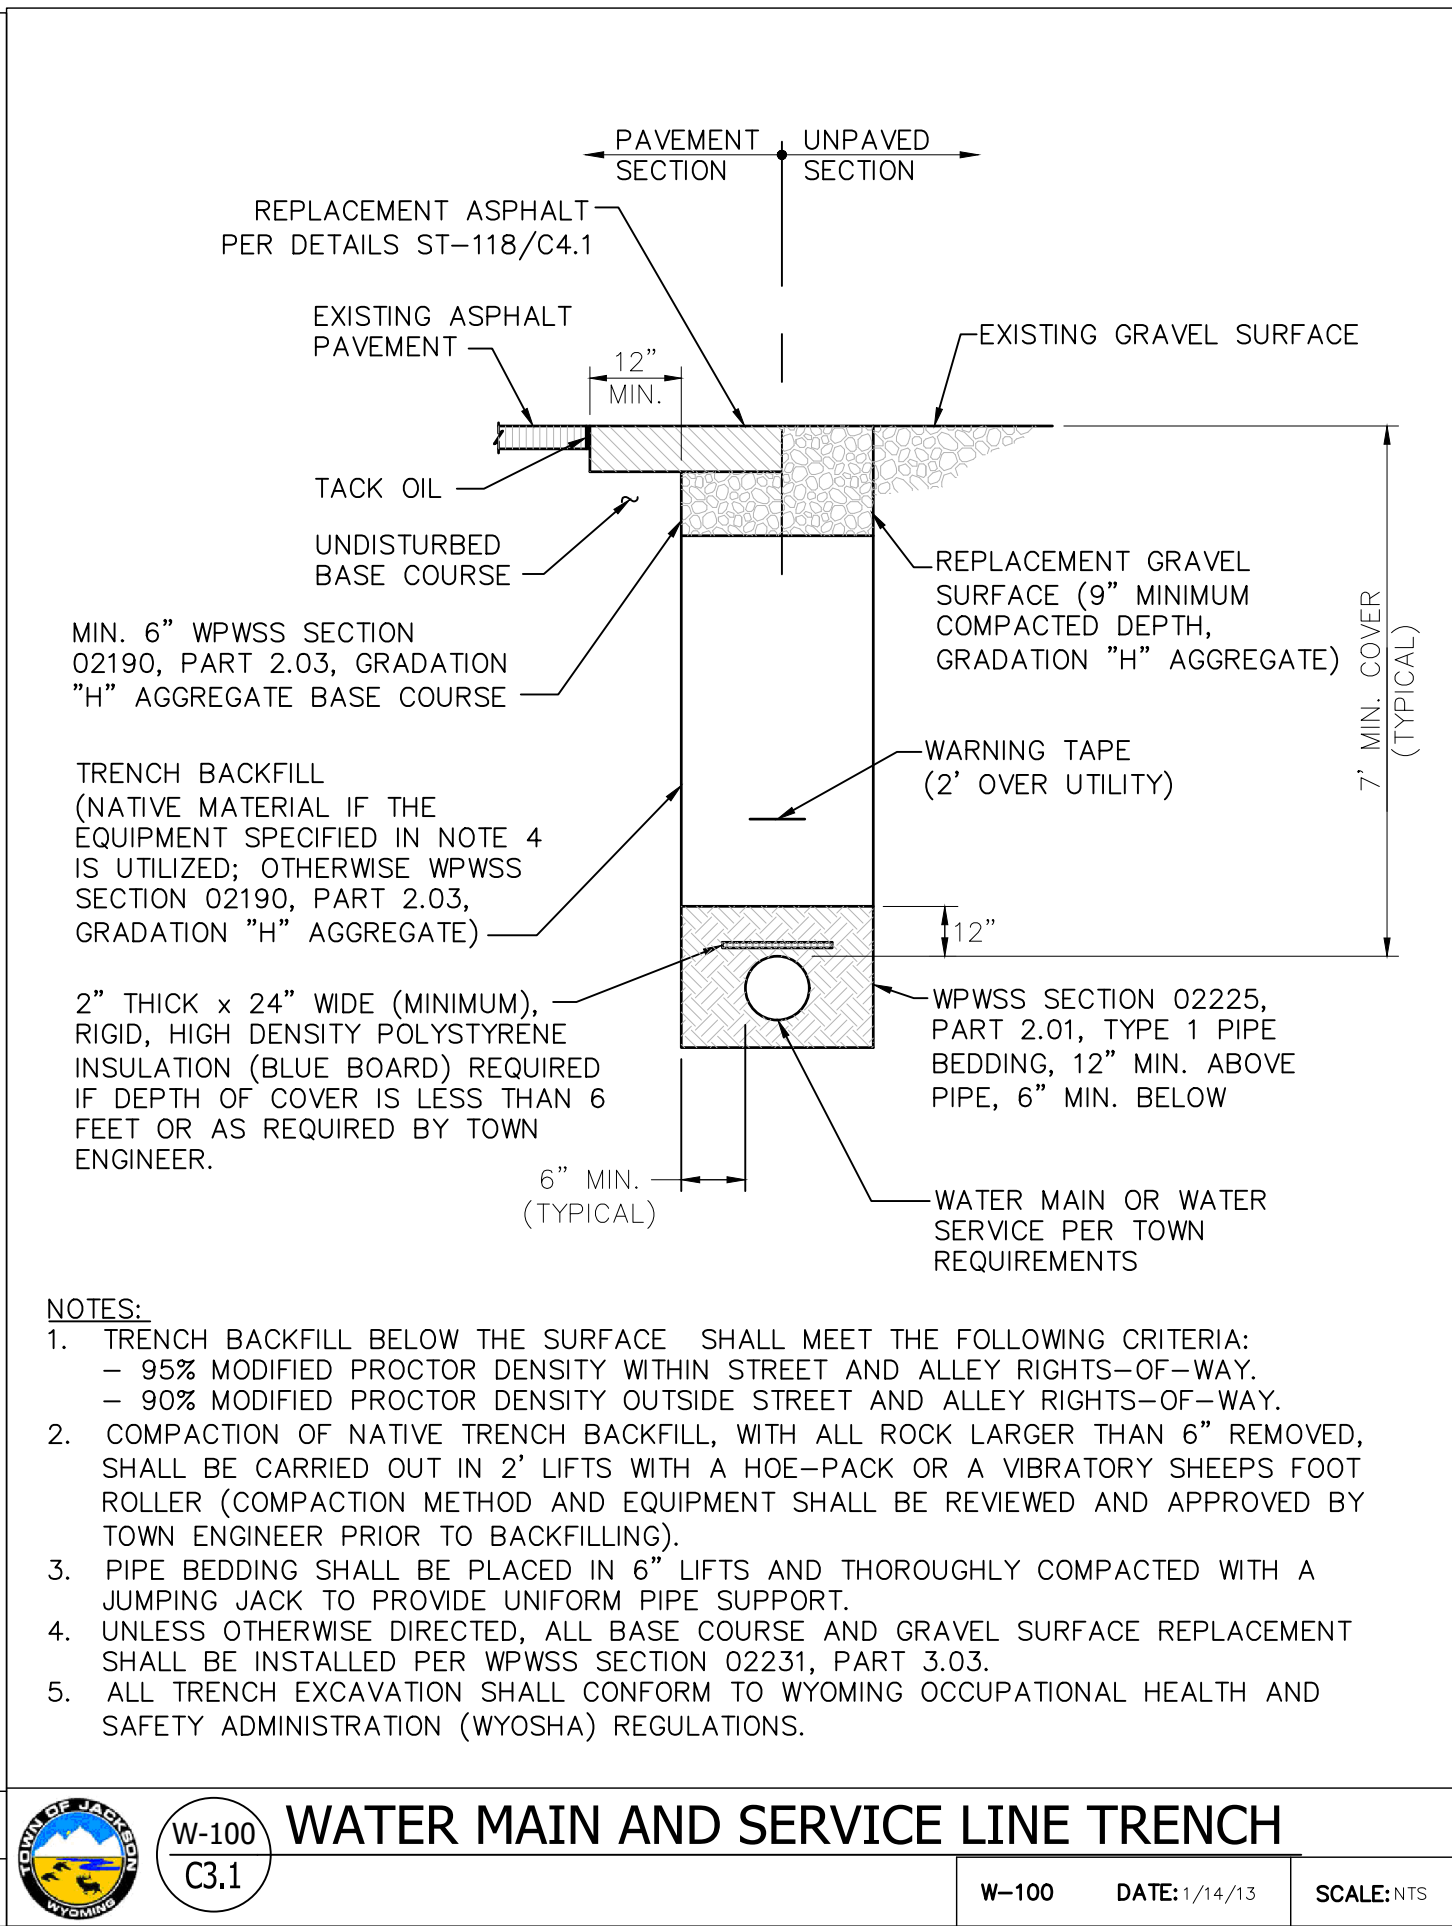 PAVEMENT
SECTION
UNPAVED
SECTION
REPLACEMENT ASPHALT
PER DETAILS ST-118/C4.1
EXISTING ASPHALT
PAVEMENT
12"
MIN.
EXISTING GRAVEL SURFACE
TACK OIL
UNDISTURBED
BASE COURSE
REPLACEMENT GRAVEL
SURFACE (9" MINIMUM
COMPACTED DEPTH,
GRADATION "H" AGGREGATE)
MIN. 6" WPWSS SECTION
02190, PART 2.03, GRADATION
"H" AGGREGATE BASE COURSE
7' MIN. COVER
(TYPICAL)
WARNING TAPE
(2' OVER UTILITY)
TRENCH BACKFILL
(NATIVE MATERIAL IF THE
EQUIPMENT SPECIFIED IN NOTE 4
IS UTILIZED; OTHERWISE WPWSS
SECTION 02190, PART 2.03,
GRADATION "H" AGGREGATE)
12"
2" THICK x 24" WIDE (MINIMUM),
RIGID, HIGH DENSITY POLYSTYRENE
INSULATION (BLUE BOARD) REQUIRED
IF DEPTH OF COVER IS LESS THAN 6
FEET OR AS REQUIRED BY TOWN
ENGINEER.
WPWSS SECTION 02225,
PART 2.01, TYPE 1 PIPE
BEDDING, 12" MIN. ABOVE
PIPE, 6" MIN. BELOW
6" MIN.
(TYPICAL)
WATER MAIN OR WATER
SERVICE PER TOWN
REQUIREMENTS
NOTES:
1. TRENCH BACKFILL BELOW THE SURFACE SHALL MEET THE FOLLOWING CRITERIA:
- 95% MODIFIED PROCTOR DENSITY WITHIN STREET AND ALLEY RIGHTS-OF-WAY.
- 90% MODIFIED PROCTOR DENSITY OUTSIDE STREET AND ALLEY RIGHTS-OF-WAY.
2. COMPACTION OF NATIVE TRENCH BACKFILL, WITH ALL ROCK LARGER THAN 6" REMOVED,
SHALL BE CARRIED OUT IN 2' LIFTS WITH A HOE-PACK OR A VIBRATORY SHEEPS FOOT
ROLLER (COMPACTION METHOD AND EQUIPMENT SHALL BE REVIEWED AND APPROVED BY
TOWN ENGINEER PRIOR TO BACKFILLING).
3. PIPE BEDDING SHALL BE PLACED IN 6" LIFTS AND THOROUGHLY COMPACTED WITH A
JUMPING JACK TO PROVIDE UNIFORM PIPE SUPPORT.
4. UNLESS OTHERWISE DIRECTED, ALL BASE COURSE AND GRAVEL SURFACE REPLACEMENT
SHALL BE INSTALLED PER WPWSS SECTION 02231, PART 3.03.
5. ALL TRENCH EXCAVATION SHALL CONFORM TO WYOMING OCCUPATIONAL HEALTH AND
SAFETY ADMINISTRATION (WYOSHA) REGULATIONS.
TOWN OF JACKSON
WYOMING
W-100
C3.1
WATER MAIN AND SERVICE LINE TRENCH
W-100 DATE: 1/14/13 SCALE: NTS